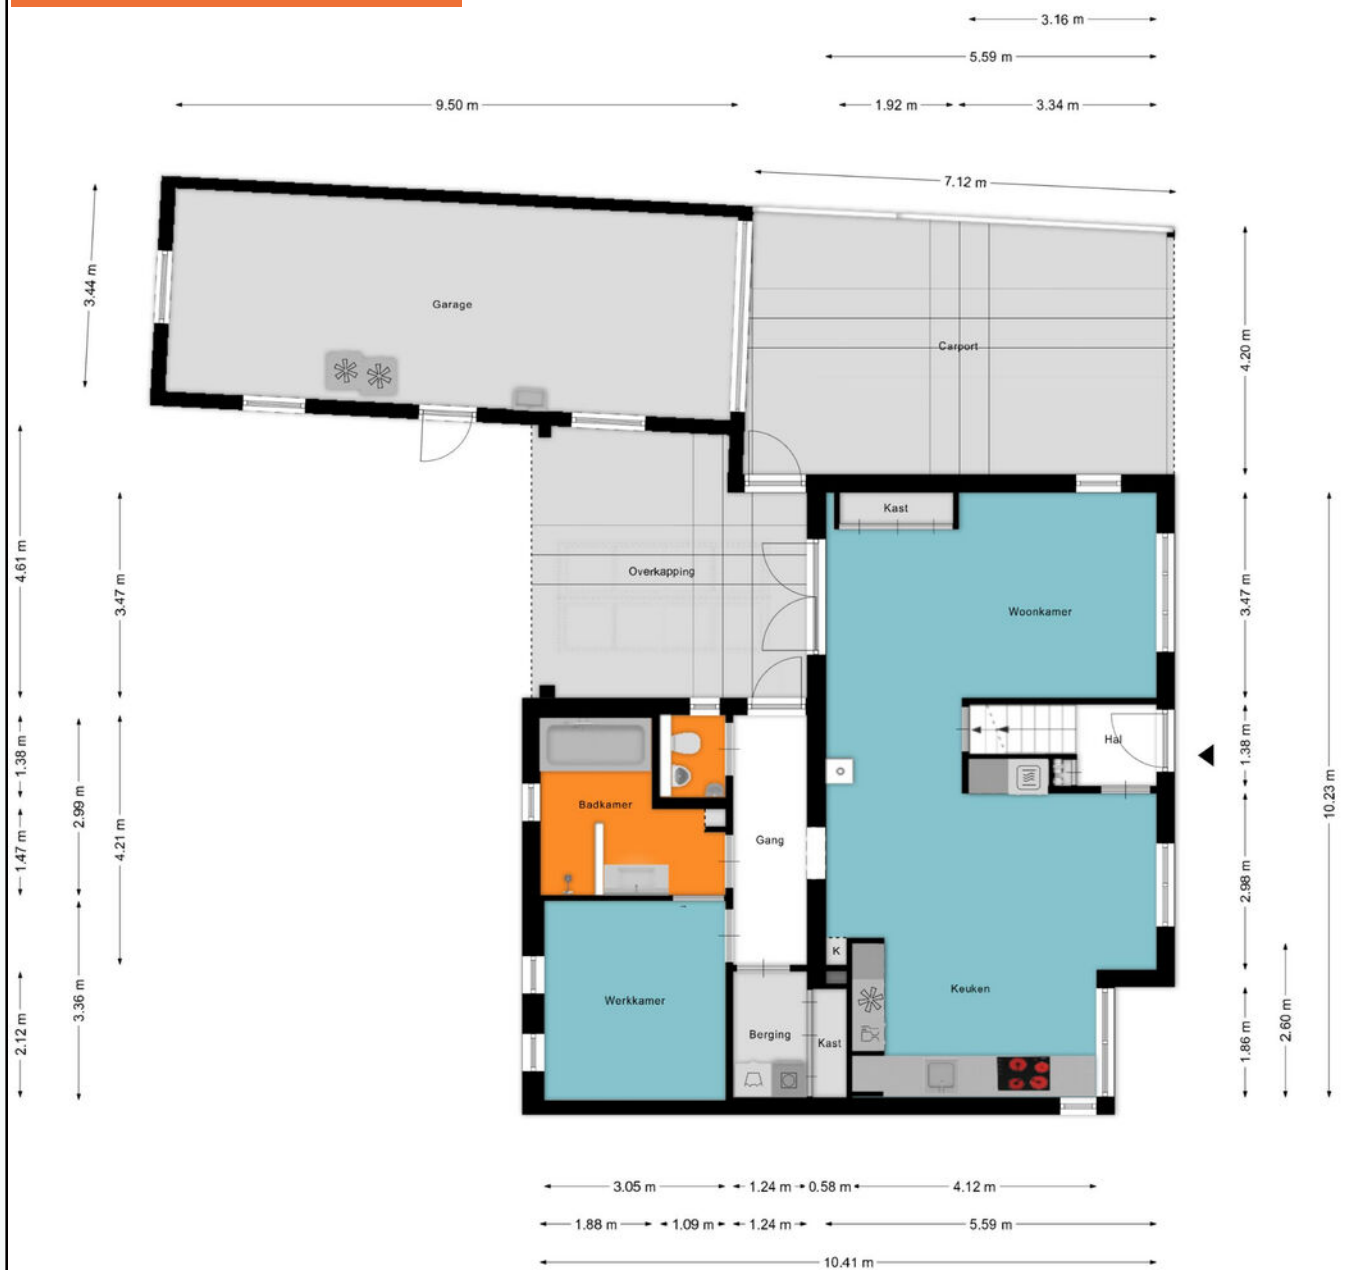 3.16 m
5.59 m
9.50 m
1.92 m
3.34 m
7.12 m
3.44 m
Garage
Carport
4.20 m
Kast
4.61 m
3.47 m
Overkapping
Woonkamer
3.47 m
10.23 m
1.38 m
2.99 m
4.21 m
1.47 m
Hal
1.38 m
Badkamer
Gang
2.98 m
K
3.36 m
2.12 m
Werkkamer
Berging
Kast
Keuken
1.86 m
2.60 m
3.05 m
1.24 m
0.58 m
4.12 m
1.88 m
1.09 m
1.24 m
5.59 m
10.41 m